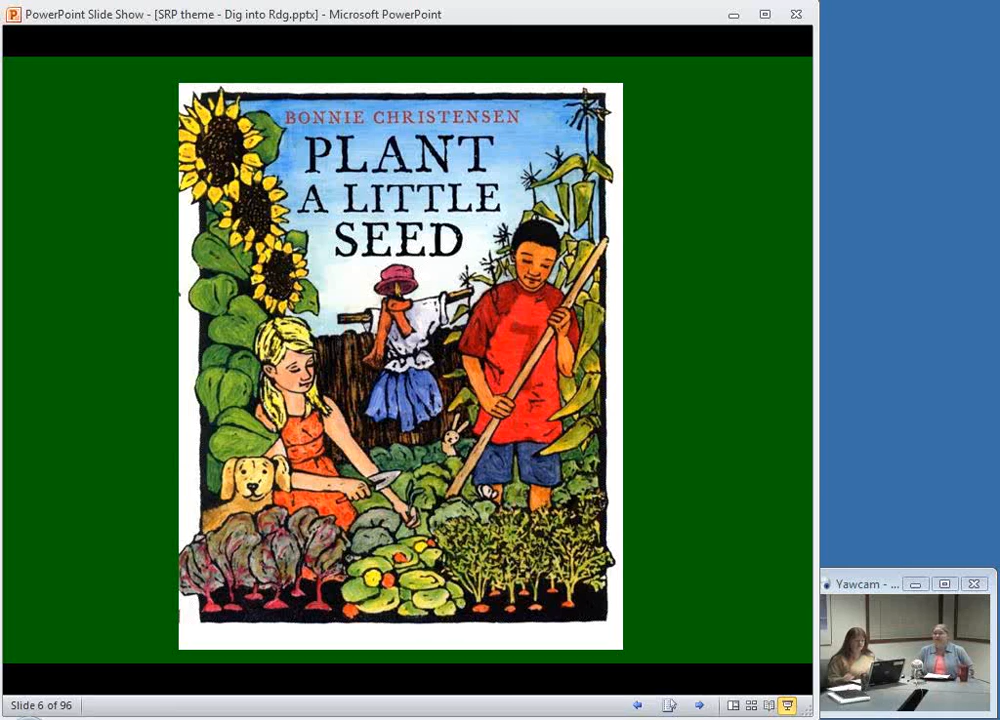 PowerPoint Slide Show - [SRP theme - Dig into Rdg.pptx] - Microsoft PowerPoint
BONNIE CHRISTENSEN
PLANT
A LITTLE
SEED
Yawcam - ...
Slide 6 of 96